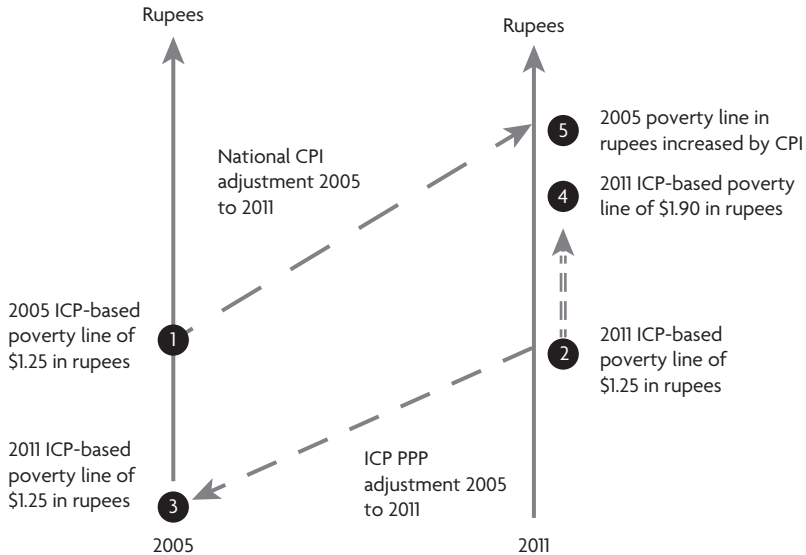 Rupees
Rupees
5
2005 poverty line in
rupees increased by CPI
National CPI
adjustment 2005
to 2011
4
2011 ICP-based poverty
line of $1.90 in rupees
2005 ICP-based
poverty line of
$1.25 in rupees
1
2
2011 ICP-based
poverty line of
$1.25 in rupees
2011 ICP-based
poverty line of
$1.25 in rupees
3
ICP PPP
adjustment 2005
to 2011
2005
2011